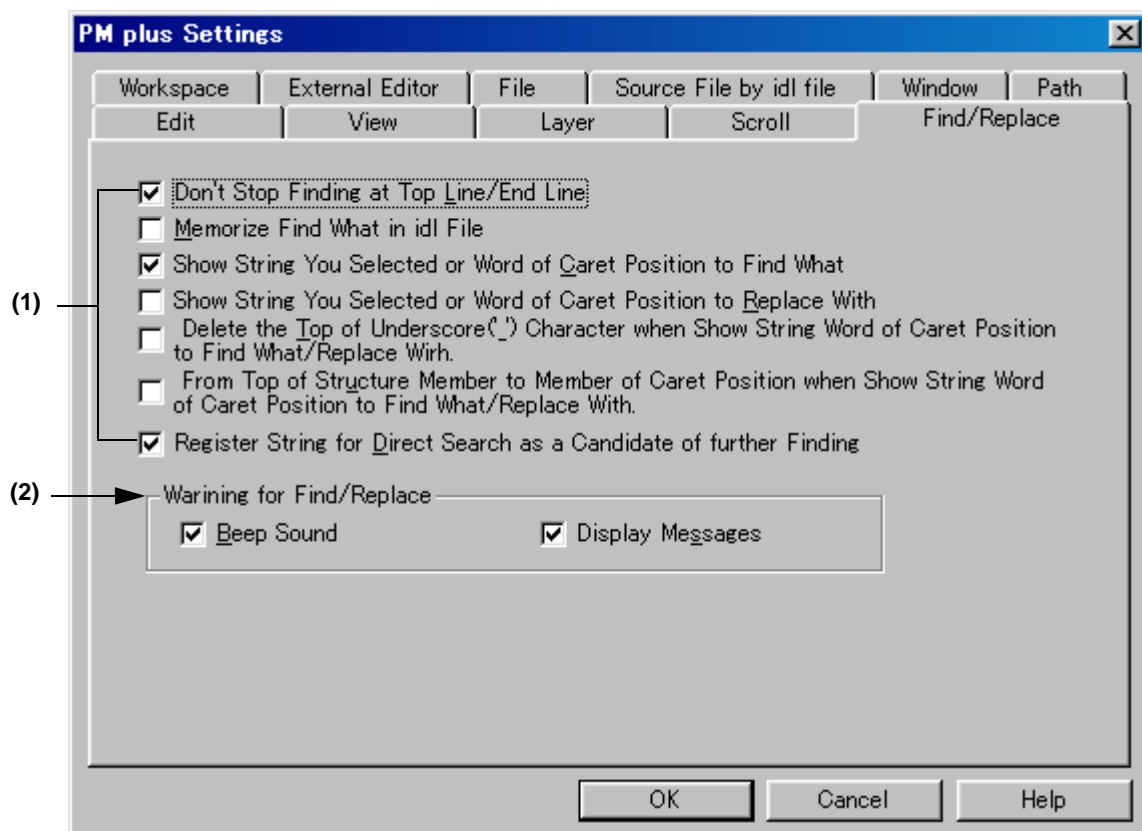 PM plus Settings
Workspace External Editor File Source File by idl file Window Path
Edit View Layer Scroll Find/Replace
Don't Stop Finding at Top Line/End Line
Memorize Find What in idl File
Show String You Selected or Word of Caret Position to Find What
(1) Show String You Selected or Word of Caret Position to Replace With
Delete the Top of Underscore('_') Character when Show String Word of Caret Position
to Find What/Replace Wirh.
From Top of Structure Member to Member of Caret Position when Show String Word
of Caret Position to Find What/Replace With.
Register String for Direct Search as a Candidate of further Finding
(2) Warining for Find/Replace
Beep Sound Display Messages
OK Cancel Help